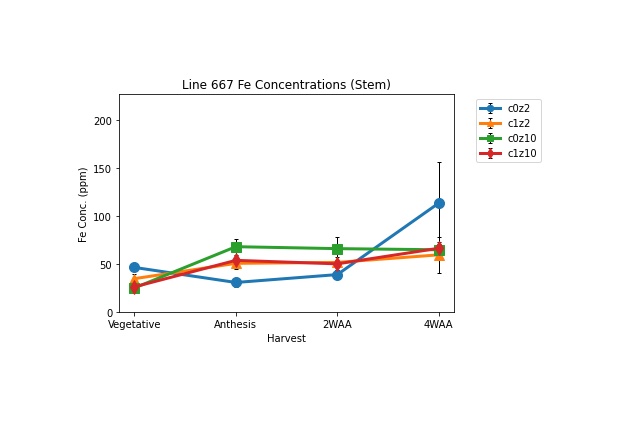 Line 667 Fe Concentrations (Stem)
c0z2
c1z2
c0z10
c1z10
200
150
100
50
0
Fe Conc. (ppm)
Vegetative Anthesis 2WAA 4WAA
Harvest